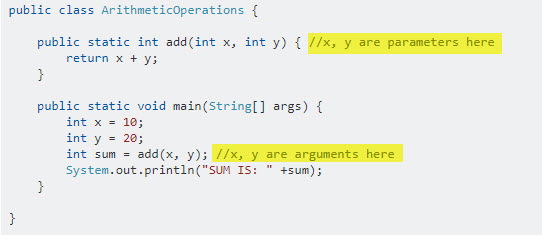 public class ArithmeticOperations {
public static int add(int x, int y) { //x, y are parameters here
return x + y;
}
public static void main(String[] args) {
int x = 10;
int y = 20;
int sum = add(x, y); //x, y are arguments here
System.out.println("SUM IS: " +sum);
}
}